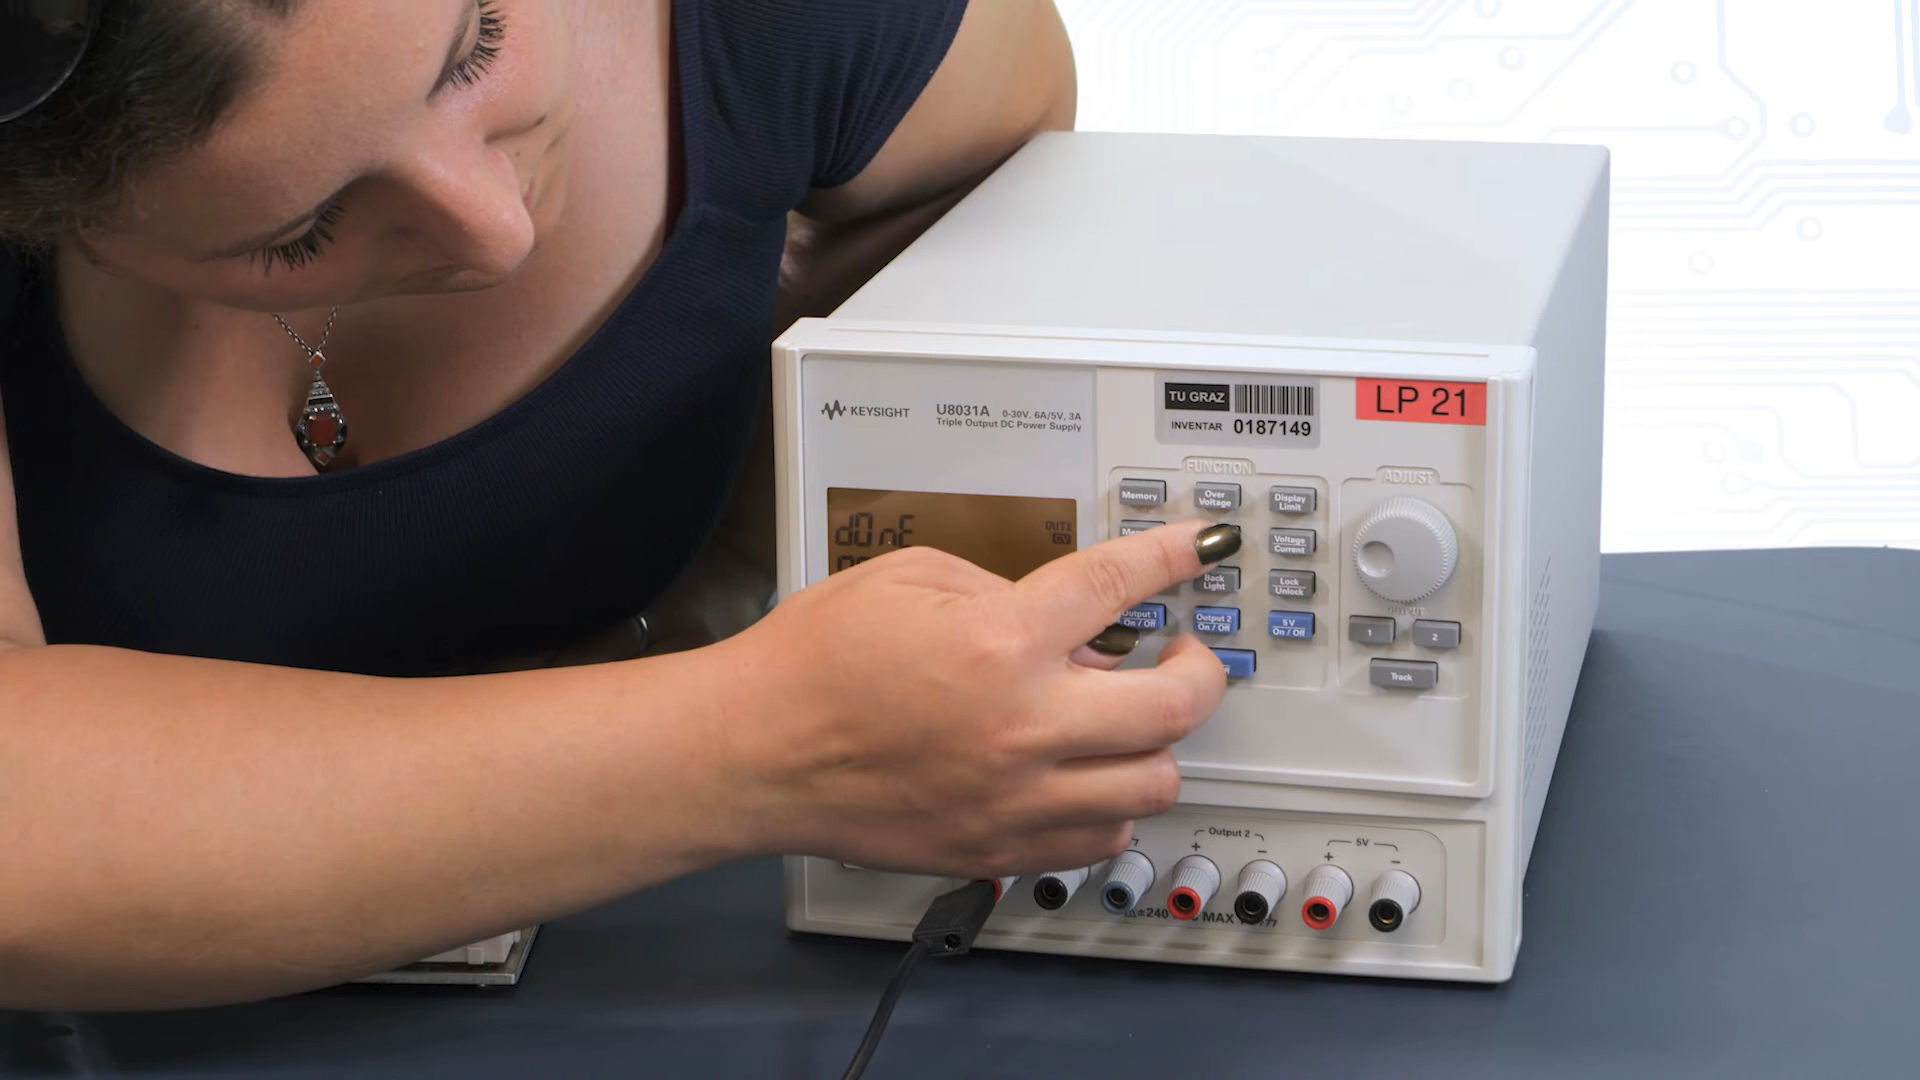 KEYSIGHT
U8031A 0-30V, 6A/5V, 3A
Triple Output DC Power Supply
TU GRAZ
INVENTAR 0187149
LP 21
FUNCTION
ADJUST
Memory
Over
Voltage
Display
Limit
Voltage
Current
Back
Light
Lock
Unlock
Output 1
On / Off
Output 2
On / Off
5V
On / Off
OUTPUT
1
2
Track
dOnE
OUT1
CV
Output 2
+
-
5V
+
-
MAX